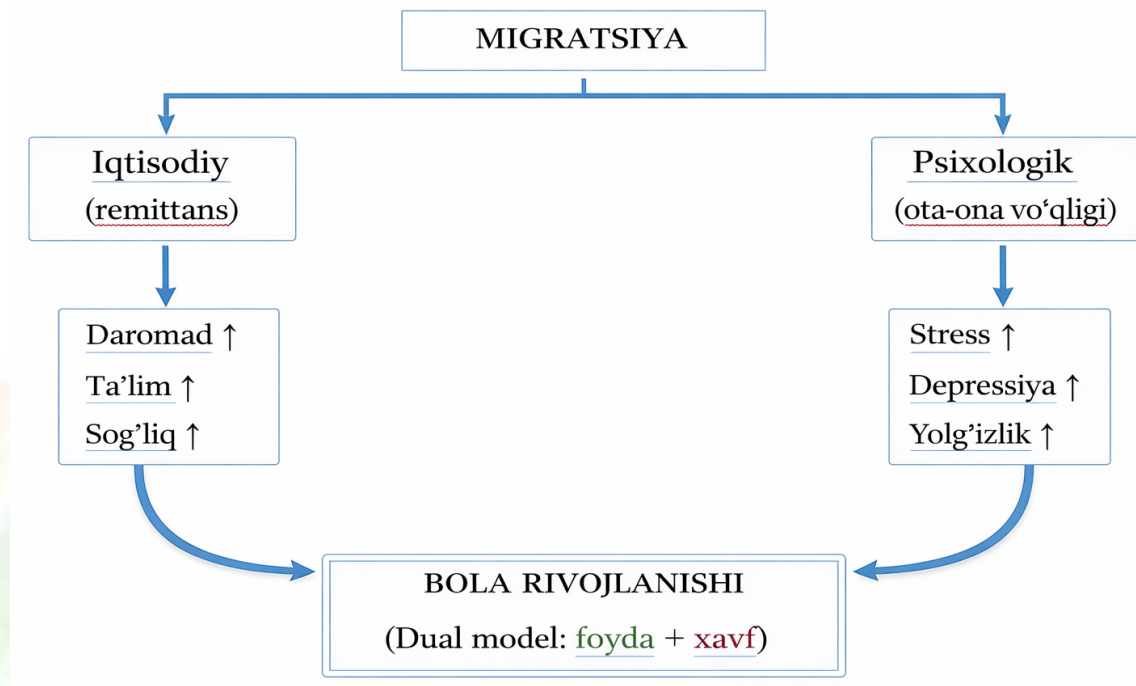 MIGRATSIYA
Iqtisodiy
(remittans)
Psixologik
(ota-ona vo‘qligi)
Daromad ↑
Ta’lim ↑
Sog’liq ↑
Stress ↑
Depressiya ↑
Yolg’izlik ↑
BOLA RIVOJLANISHI
(Dual model: foyda + xavf)